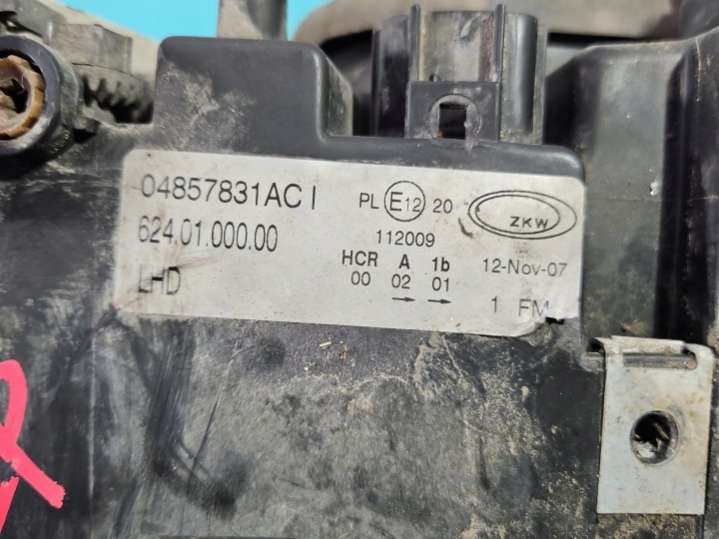 04857831AC I
624.01.000.00
LHD
PL E12 20
112009
HCR A 1b
00 02 01
→ →
ZKW
12-Nov-07
1 FM